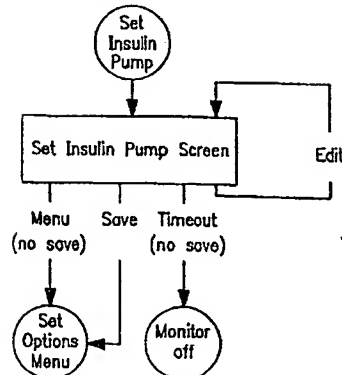 Set
Insulin
Pump
Set Insulin Pump Screen
Edit
Menu
(no save)
Save
Timeout
(no save)
Set
Options
Menu
Monitor
off